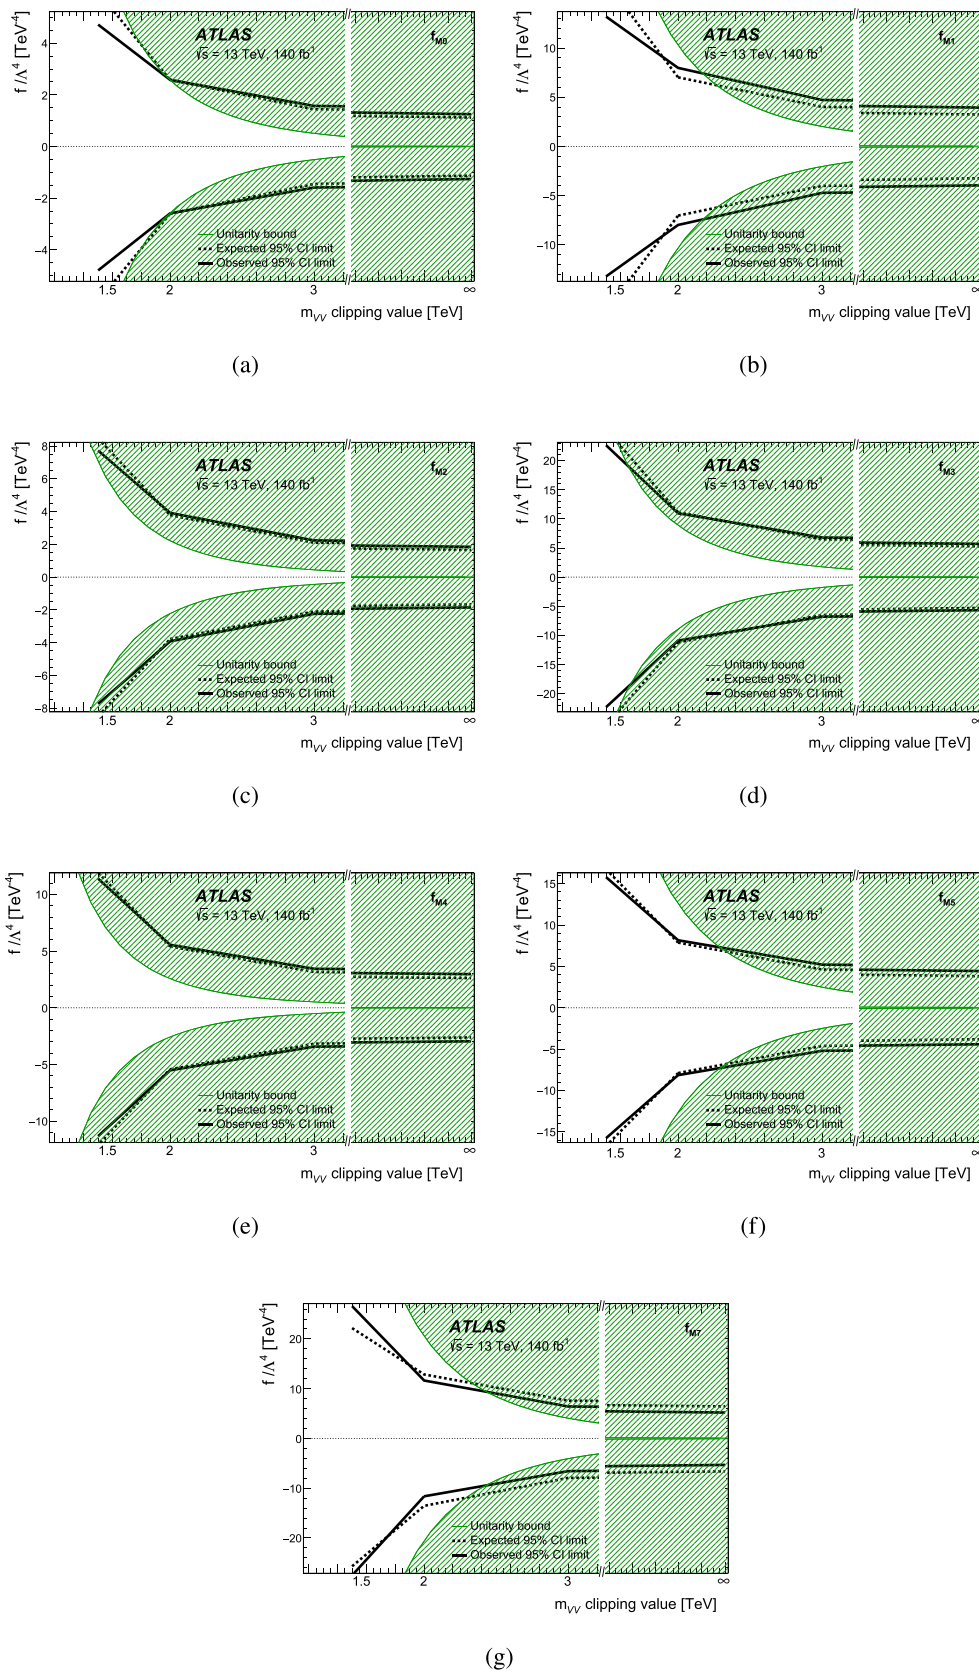 f /Λ⁴ [TeV⁻⁴]
4
2
0
−2
−4
ATLAS
√s = 13 TeV, 140 fb⁻¹
f_M0
Unitarity bound
Expected 95% CI limit
Observed 95% CI limit
1.5 2 3 ∞
m_VV clipping value [TeV]
(a)
f /Λ⁴ [TeV⁻⁴]
10
5
0
−5
−10
ATLAS
√s = 13 TeV, 140 fb⁻¹
f_M1
Unitarity bound
Expected 95% CI limit
Observed 95% CI limit
1.5 2 3 ∞
m_VV clipping value [TeV]
(b)
f /Λ⁴ [TeV⁻⁴]
8
6
4
2
0
−2
−4
−6
−8
ATLAS
√s = 13 TeV, 140 fb⁻¹
f_M2
Unitarity bound
Expected 95% CI limit
Observed 95% CI limit
1.5 2 3 ∞
m_VV clipping value [TeV]
(c)
f /Λ⁴ [TeV⁻⁴]
20
15
10
5
0
−5
−10
−15
−20
ATLAS
√s = 13 TeV, 140 fb⁻¹
f_M3
Unitarity bound
Expected 95% CI limit
Observed 95% CI limit
1.5 2 3 ∞
m_VV clipping value [TeV]
(d)
f /Λ⁴ [TeV⁻⁴]
10
5
0
−5
−10
ATLAS
√s = 13 TeV, 140 fb⁻¹
f_M4
Unitarity bound
Expected 95% CI limit
Observed 95% CI limit
1.5 2 3 ∞
m_VV clipping value [TeV]
(e)
f /Λ⁴ [TeV⁻⁴]
15
10
5
0
−5
−10
−15
ATLAS
√s = 13 TeV, 140 fb⁻¹
f_M5
Unitarity bound
Expected 95% CI limit
Observed 95% CI limit
1.5 2 3 ∞
m_VV clipping value [TeV]
(f)
f /Λ⁴ [TeV⁻⁴]
20
10
0
−10
−20
ATLAS
√s = 13 TeV, 140 fb⁻¹
f_M7
Unitarity bound
Expected 95% CI limit
Observed 95% CI limit
1.5 2 3 ∞
m_VV clipping value [TeV]
(g)